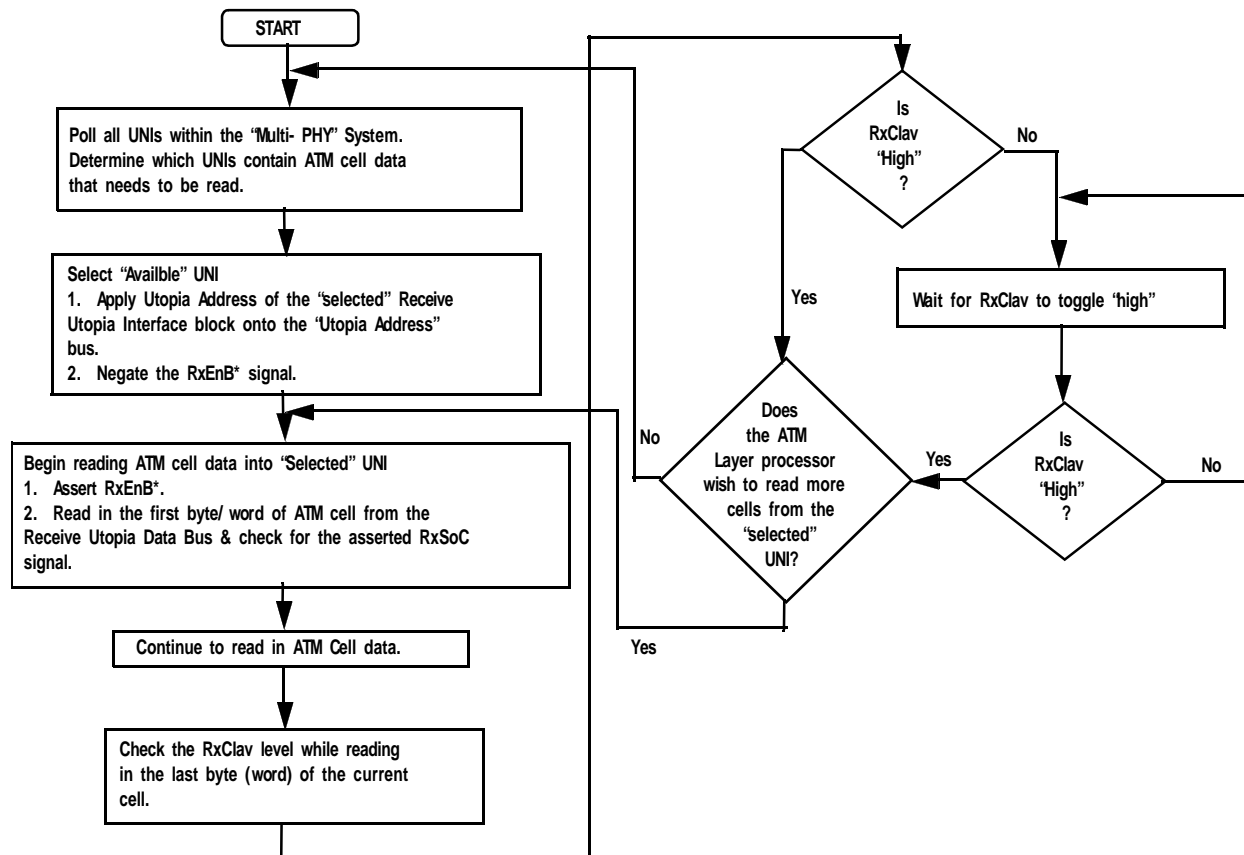 START
Poll all UNIs within the “Multi- PHY” System.
Determine which UNIs contain ATM cell data
that needs to be read.
Select “Availble” UNI
1. Apply Utopia Address of the “selected” Receive
Utopia Interface block onto the “Utopia Address”
bus.
2. Negate the RxEnB* signal.
Begin reading ATM cell data into “Selected” UNI
1. Assert RxEnB*.
2. Read in the first byte/ word of ATM cell from the
Receive Utopia Data Bus & check for the asserted RxSoC
signal.
Continue to read in ATM Cell data.
Check the RxClav level while reading
in the last byte (word) of the current
cell.
Is
RxClav
“High”
?
No
Yes
Wait for RxClav to toggle “high”
Is
RxClav
“High”
?
No
Yes
Does
the ATM
Layer processor
wish to read more
cells from the
“selected”
UNI?
No
Yes